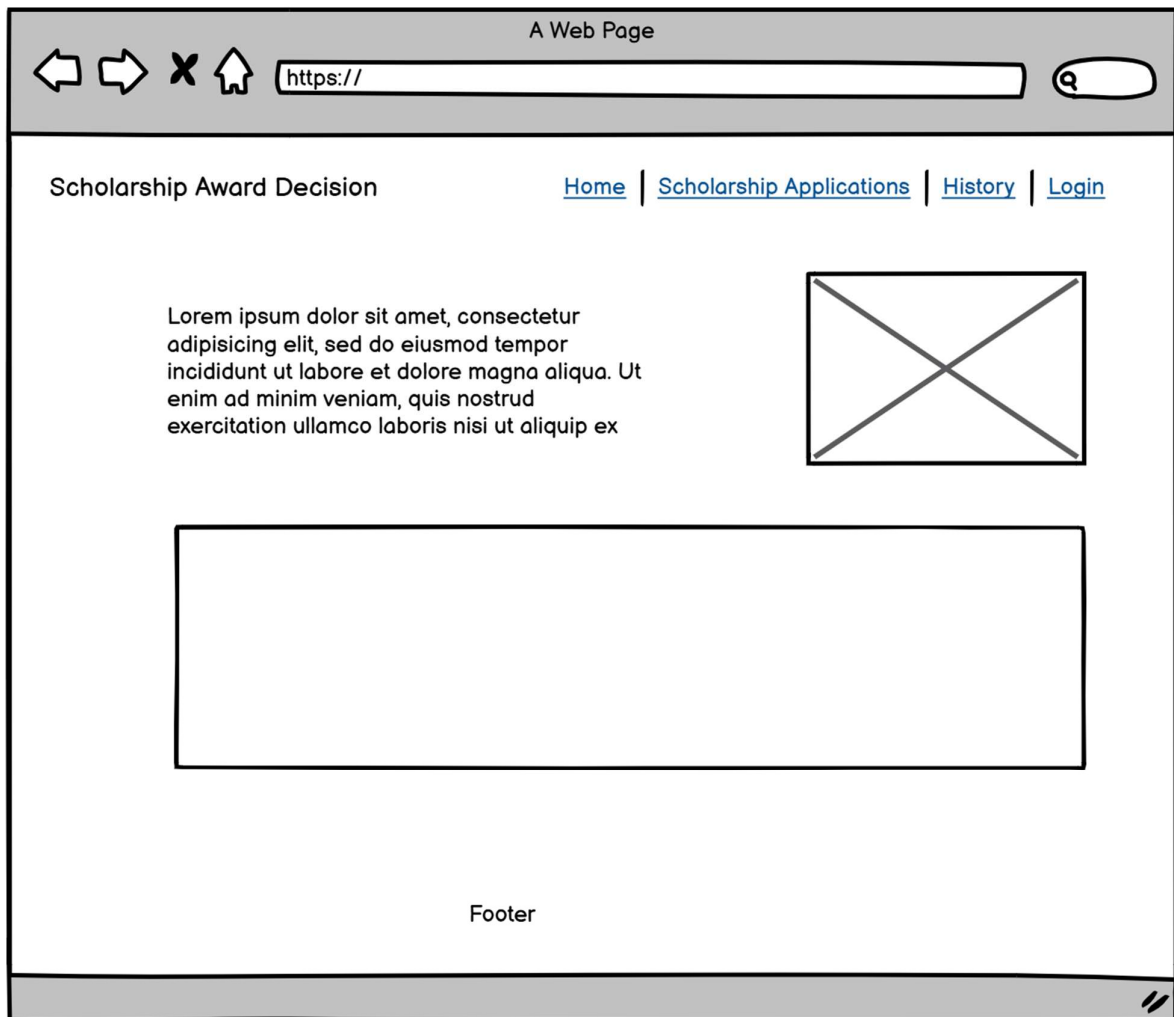 A Web Page
https://
Scholarship Award Decision
Home | Scholarship Applications | History | Login
Lorem ipsum dolor sit amet, consectetur
adipisicing elit, sed do eiusmod tempor
incididunt ut labore et dolore magna aliqua. Ut
enim ad minim veniam, quis nostrud
exercitation ullamco laboris nisi ut aliquip ex
Footer